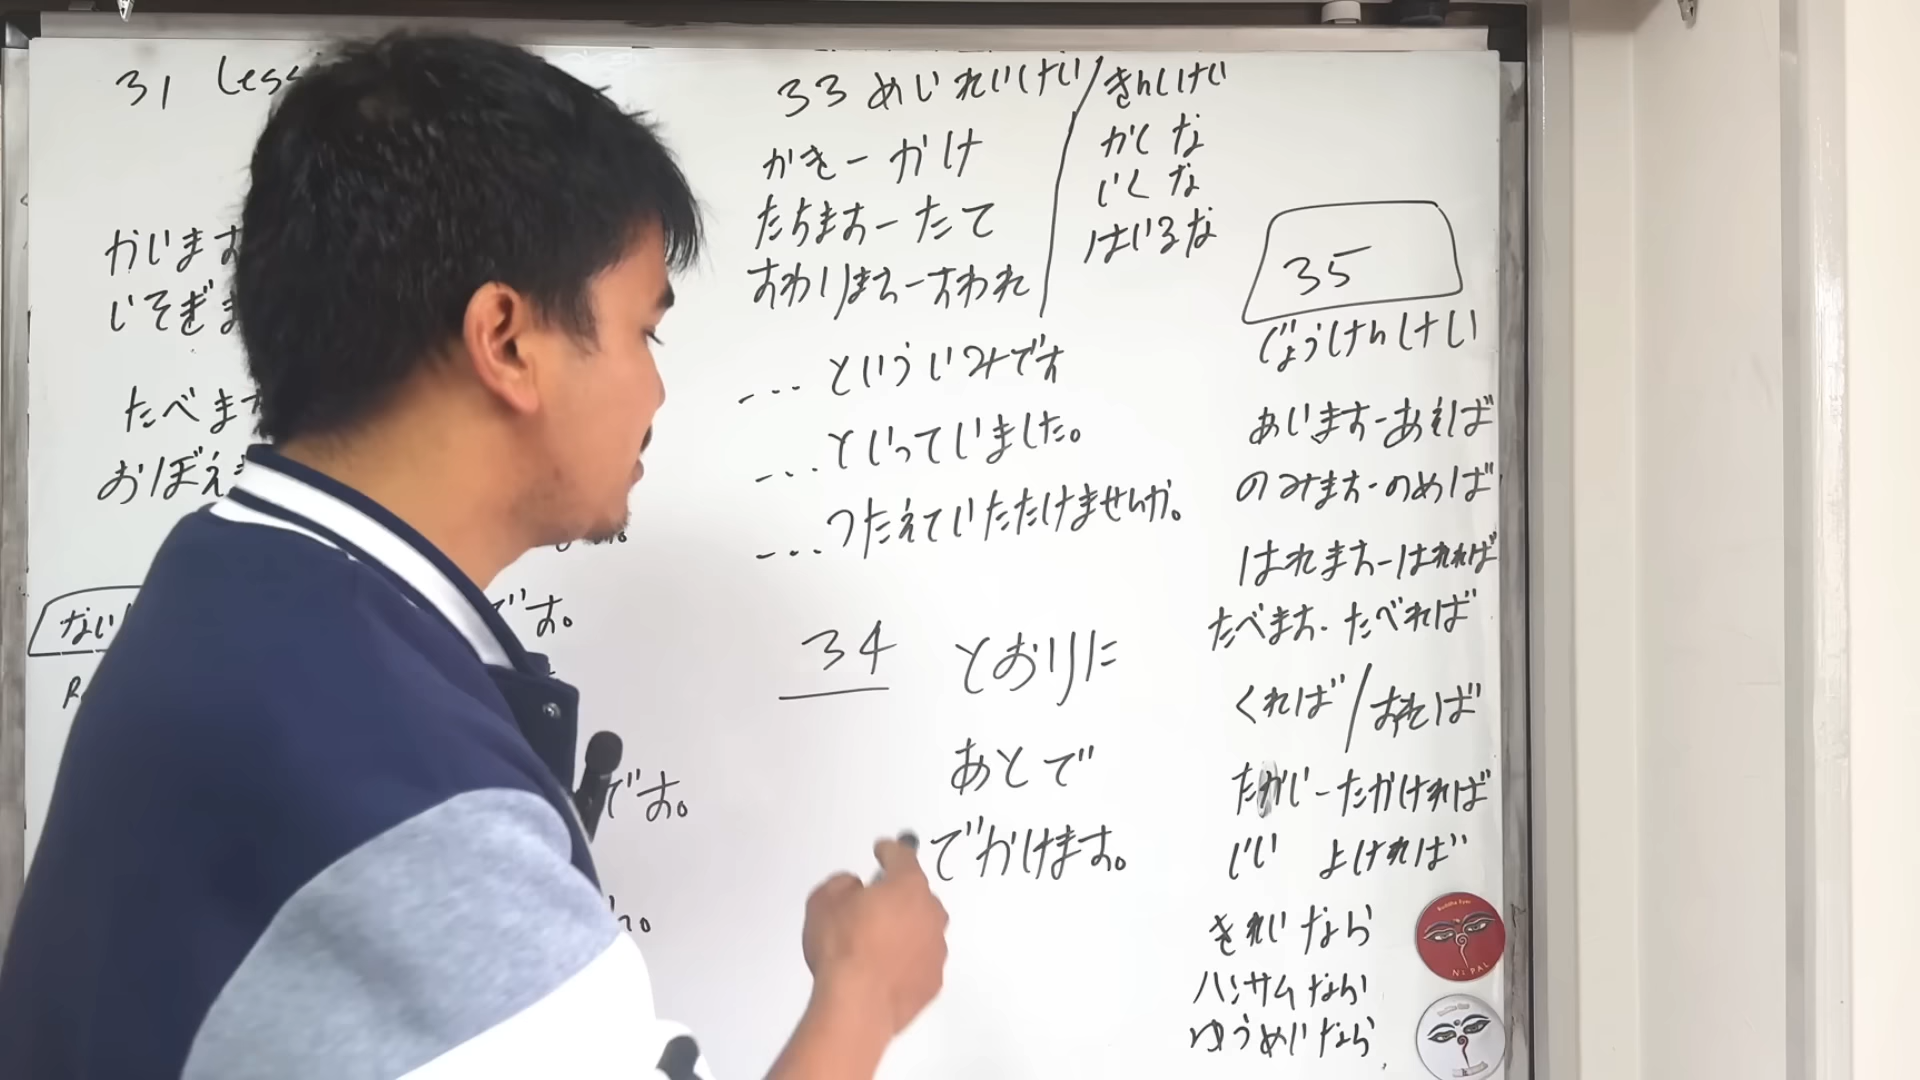 31
かいます
いそぎま
たべます
おぼえま
ない
です。
です。
33 めいれいけい/きんしけい
かき-かけ
たちます-たて
すわります-すわれ
かくな
いくな
はいるな
...といういみです
...といっていました。
...つたえていただけませんか。
34 とおりに
あとで
でかけます。
35
じょうけんけい
あいます-あえば
のみます-のめば
はれます-はれれば
たべます-たべれば
くれば/すれば
たかい-たかければ
いい よければ
きれいなら
ハンサムなら
ゆうめいなら
Buddha Eyes
NEPAL